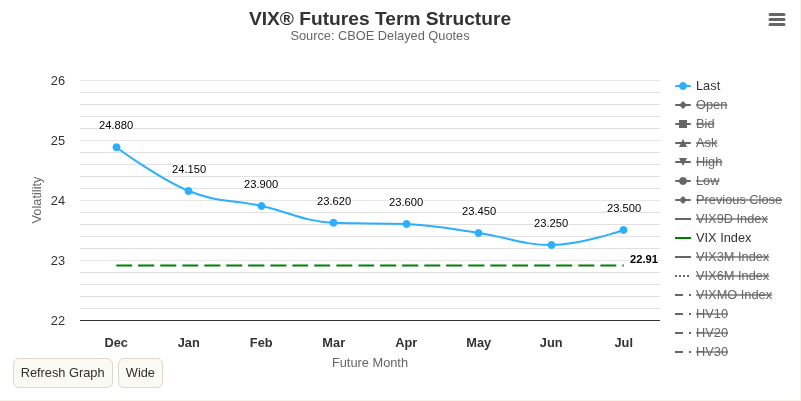 VIX® Futures Term Structure
Source: CBOE Delayed Quotes
Volatility
26
25
24
23
22
24.880
24.150
23.900
23.620
23.600
23.450
23.250
23.500
22.91
Dec Jan Feb Mar Apr May Jun Jul
Future Month
Last
Open
Bid
Ask
High
Low
Previous Close
VIX9D Index
VIX Index
VIX3M Index
VIX6M Index
VIXMO Index
HV10
HV20
HV30
Refresh Graph
Wide